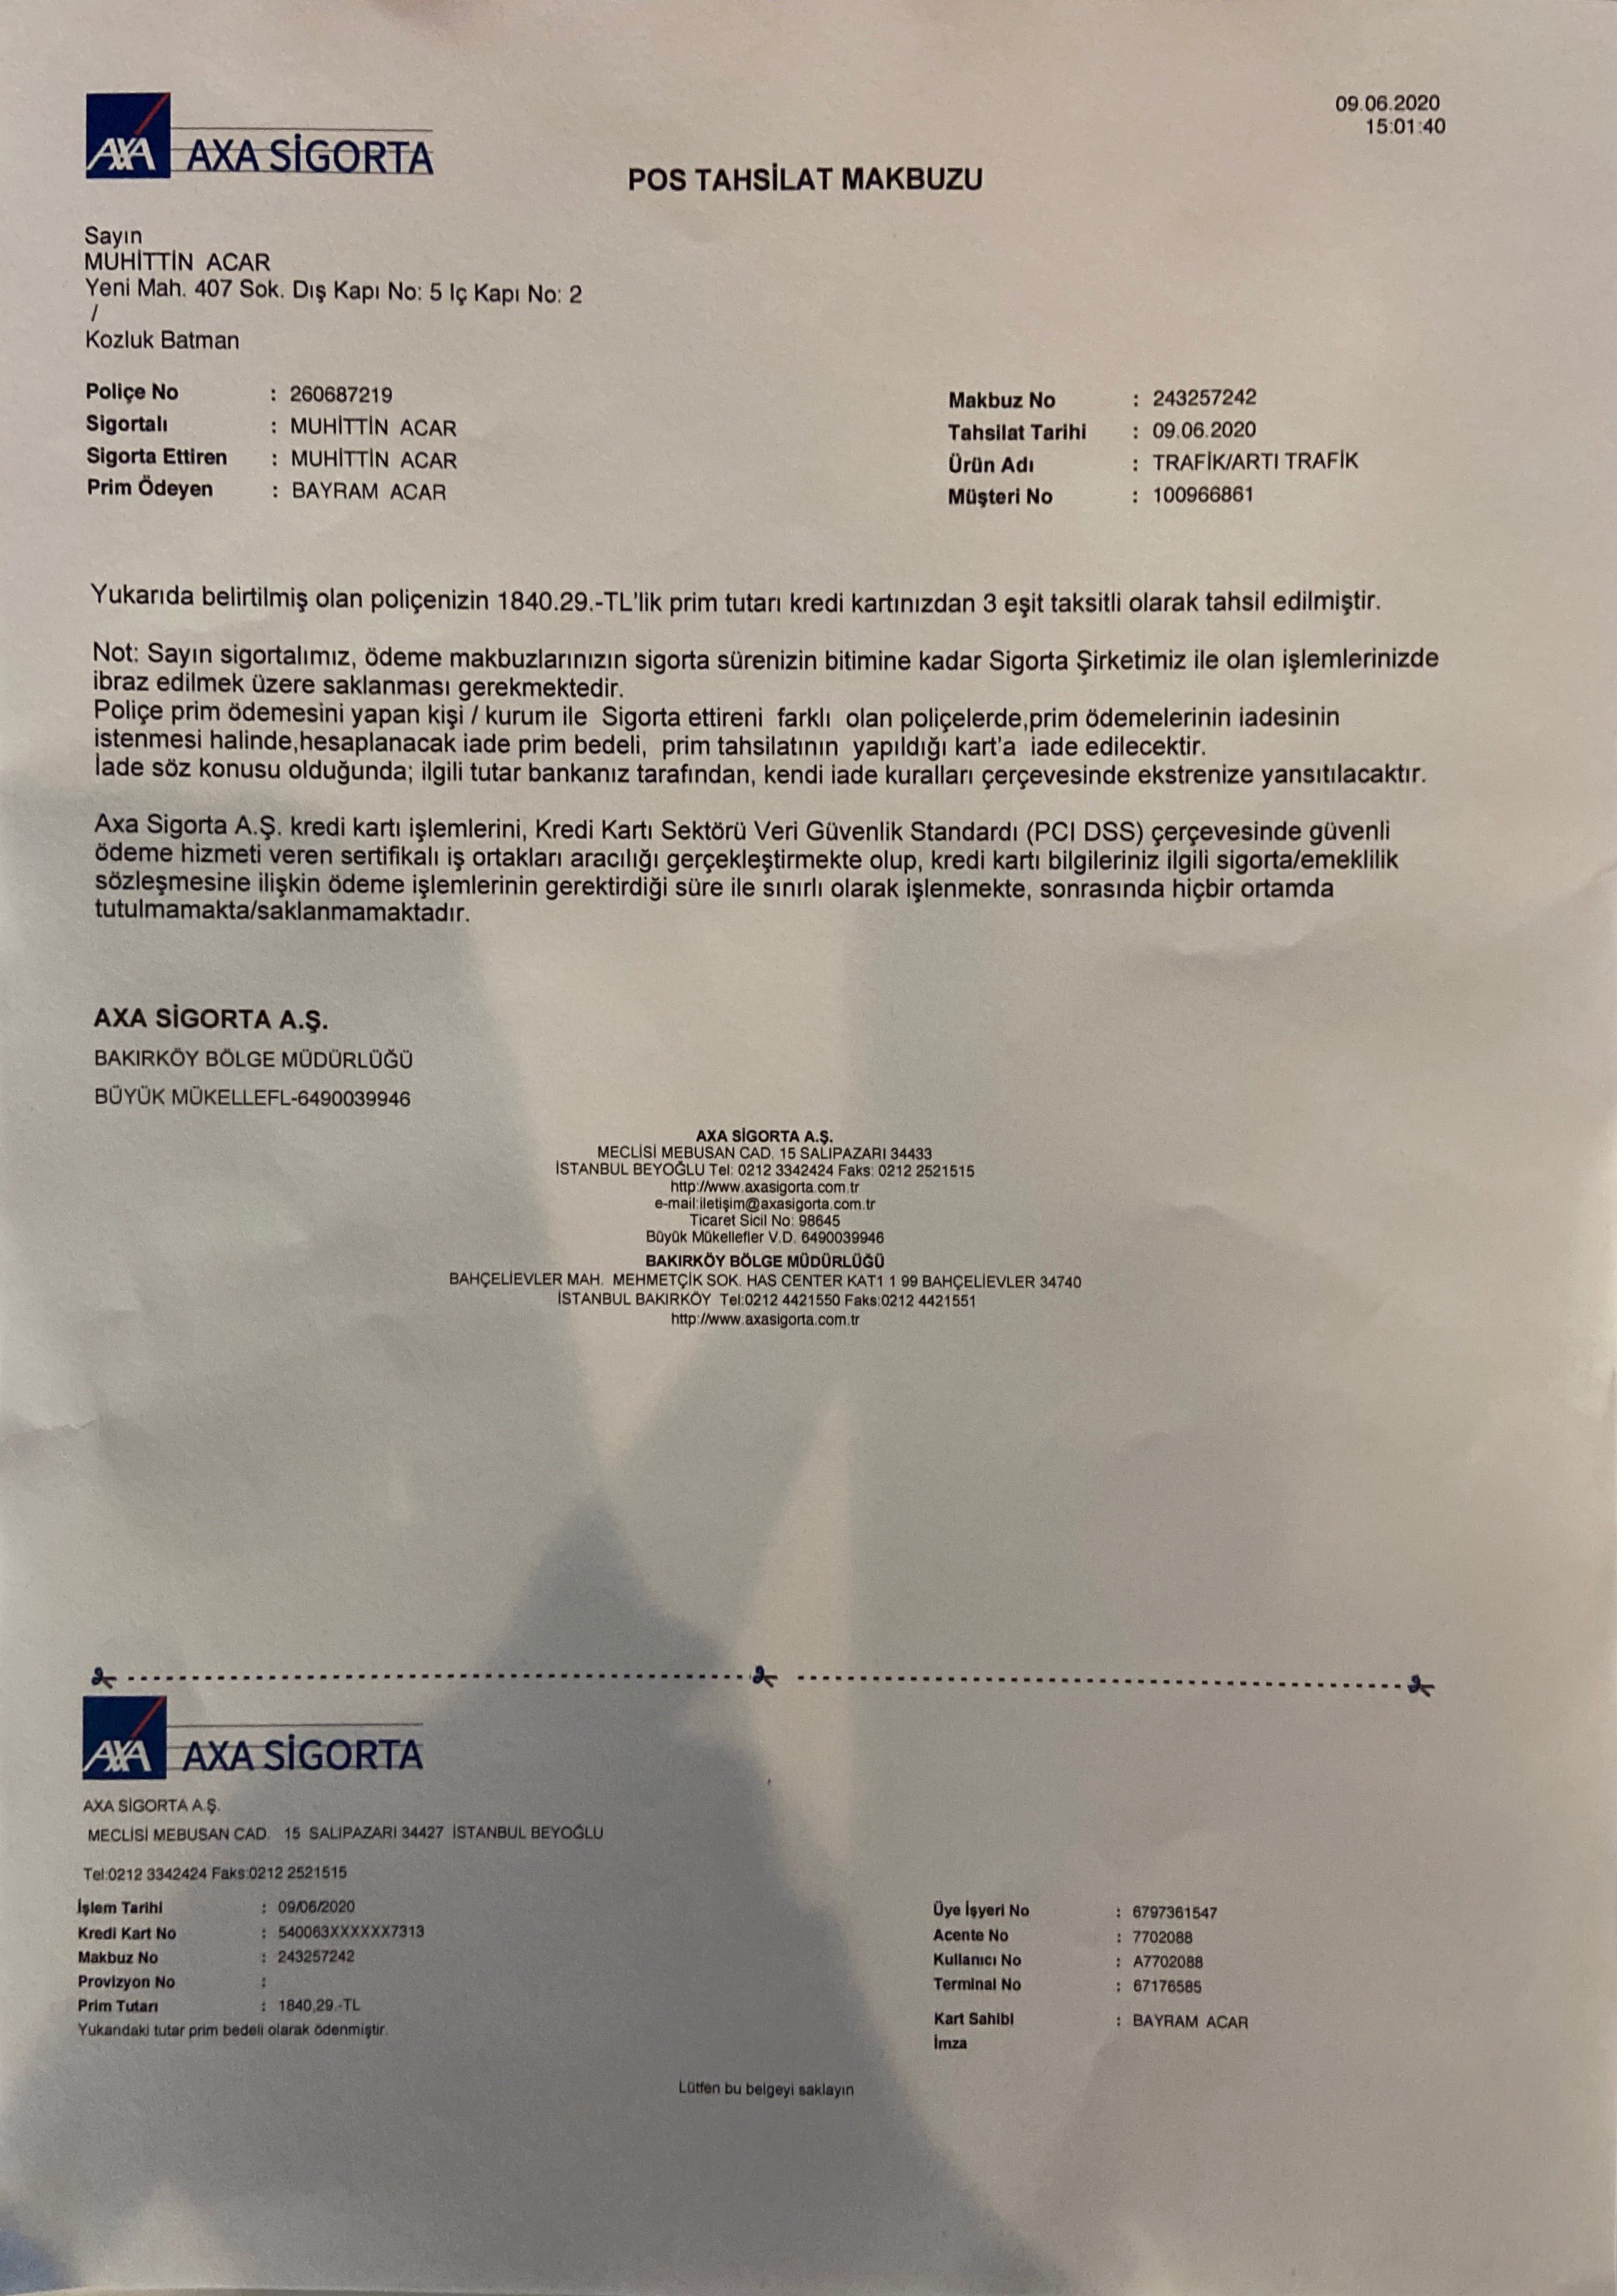 09.06.2020
15:01:40
AXA AXA SİGORTA
POS TAHSİLAT MAKBUZU
Sayın
MUHİTTİN ACAR
Yeni Mah. 407 Sok. Dış Kapı No: 5 Iç Kapı No: 2
/
Kozluk Batman
Poliçe No : 260687219
Sigortalı : MUHİTTİN ACAR
Sigorta Ettiren : MUHİTTİN ACAR
Prim Ödeyen : BAYRAM ACAR
Makbuz No : 243257242
Tahsilat Tarihi : 09.06.2020
Ürün Adı : TRAFİK/ARTI TRAFİK
Müşteri No : 100966861
Yukarıda belirtilmiş olan poliçenizin 1840.29.-TL'lik prim tutarı kredi kartınızdan 3 eşit taksitli olarak tahsil edilmiştir.
Not: Sayın sigortalımız, ödeme makbuzlarınızın sigorta sürenizin bitimine kadar Sigorta Şirketimiz ile olan işlemlerinizde
ibraz edilmek üzere saklanması gerekmektedir.
Poliçe prim ödemesini yapan kişi / kurum ile Sigorta ettireni farklı olan poliçelerde,prim ödemelerinin iadesinin
istenmesi halinde,hesaplanacak iade prim bedeli, prim tahsilatının yapıldığı kart'a iade edilecektir.
İade söz konusu olduğunda; ilgili tutar bankanız tarafından, kendi iade kuralları çerçevesinde ekstrenize yansıtılacaktır.
Axa Sigorta A.Ş. kredi kartı işlemlerini, Kredi Kartı Sektörü Veri Güvenlik Standardı (PCI DSS) çerçevesinde güvenli
ödeme hizmeti veren sertifikalı iş ortakları aracılığı gerçekleştirmekte olup, kredi kartı bilgileriniz ilgili sigorta/emeklilik
sözleşmesine ilişkin ödeme işlemlerinin gerektirdiği süre ile sınırlı olarak işlenmekte, sonrasında hiçbir ortamda
tutulmamakta/saklanmamaktadır.
AXA SİGORTA A.Ş.
BAKIRKÖY BÖLGE MÜDÜRLÜĞÜ
BÜYÜK MÜKELLEFL-6490039946
AXA SİGORTA A.Ş.
MECLİSİ MEBUSAN CAD. 15 SALIPAZARI 34433
İSTANBUL BEYOĞLU Tel: 0212 3342424 Faks: 0212 2521515
http://www.axasigorta.com.tr
e-mail:iletişim@axasigorta.com.tr
Ticaret Sicil No: 98645
Büyük Mükellefler V.D. 6490039946
BAKIRKÖY BÖLGE MÜDÜRLÜĞÜ
BAHÇELİEVLER MAH. MEHMETÇİK SOK. HAS CENTER KAT1 1 99 BAHÇELİEVLER 34740
İSTANBUL BAKIRKÖY Tel:0212 4421550 Faks:0212 4421551
http://www.axasigorta.com.tr
AXA AXA SİGORTA
AXA SİGORTA A.Ş.
MECLİSİ MEBUSAN CAD. 15 SALIPAZARI 34427 İSTANBUL BEYOĞLU
Tel:0212 3342424 Faks:0212 2521515
İşlem Tarihi : 09/06/2020
Kredi Kart No : 540063XXXXXX7313
Makbuz No : 243257242
Provizyon No :
Prim Tutarı : 1840,29.-TL
Yukarıdaki tutar prim bedeli olarak ödenmiştir.
Üye İşyeri No : 6797361547
Acente No : 7702088
Kullanıcı No : A7702088
Terminal No : 67176585
Kart Sahibi : BAYRAM ACAR
İmza
Lütfen bu belgeyi saklayın